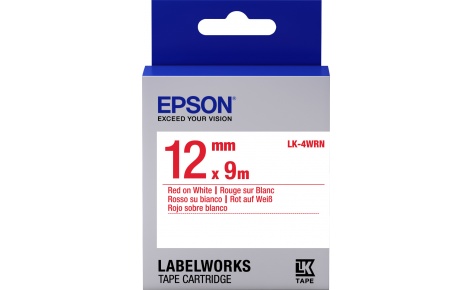 EPSON
EXCEED YOUR VISION
12 mm x 9m
LK-4WRN
Red on White | Rouge sur Blanc
Rosso su bianco | Rot auf Weiß
Rojo sobre blanco
LABELWORKS
TAPE CARTRIDGE
LK
TAPE